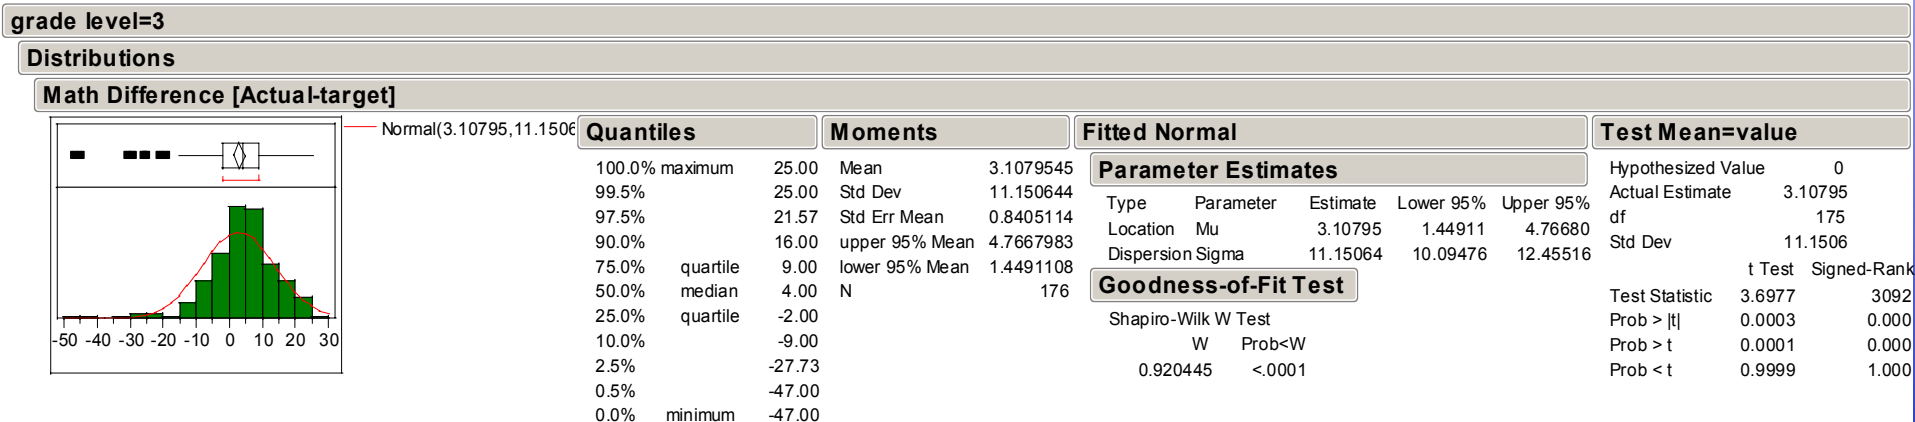 grade level=3
Distributions
Math Difference [Actual-target]
Normal(3.10795,11.1506
-50 -40 -30 -20 -10 0 10 20 30
Quantiles
100.0% maximum 25.00
99.5% 25.00
97.5% 21.57
90.0% 16.00
75.0% quartile 9.00
50.0% median 4.00
25.0% quartile -2.00
10.0% -9.00
2.5% -27.73
0.5% -47.00
0.0% minimum -47.00
Moments
Mean 3.1079545
Std Dev 11.150644
Std Err Mean 0.8405114
upper 95% Mean 4.7667983
lower 95% Mean 1.4491108
N 176
Fitted Normal
Parameter Estimates
Type Parameter Estimate Lower 95% Upper 95%
Location Mu 3.10795 1.44911 4.76680
Dispersion Sigma 11.15064 10.09476 12.45516
Goodness-of-Fit Test
Shapiro-Wilk W Test
W Prob<W
0.920445 <.0001
Test Mean=value
Hypothesized Value 0
Actual Estimate 3.10795
df 175
Std Dev 11.1506
t Test Signed-Rank
Test Statistic 3.6977 3092
Prob > |t| 0.0003 0.000
Prob > t 0.0001 0.000
Prob < t 0.9999 1.000